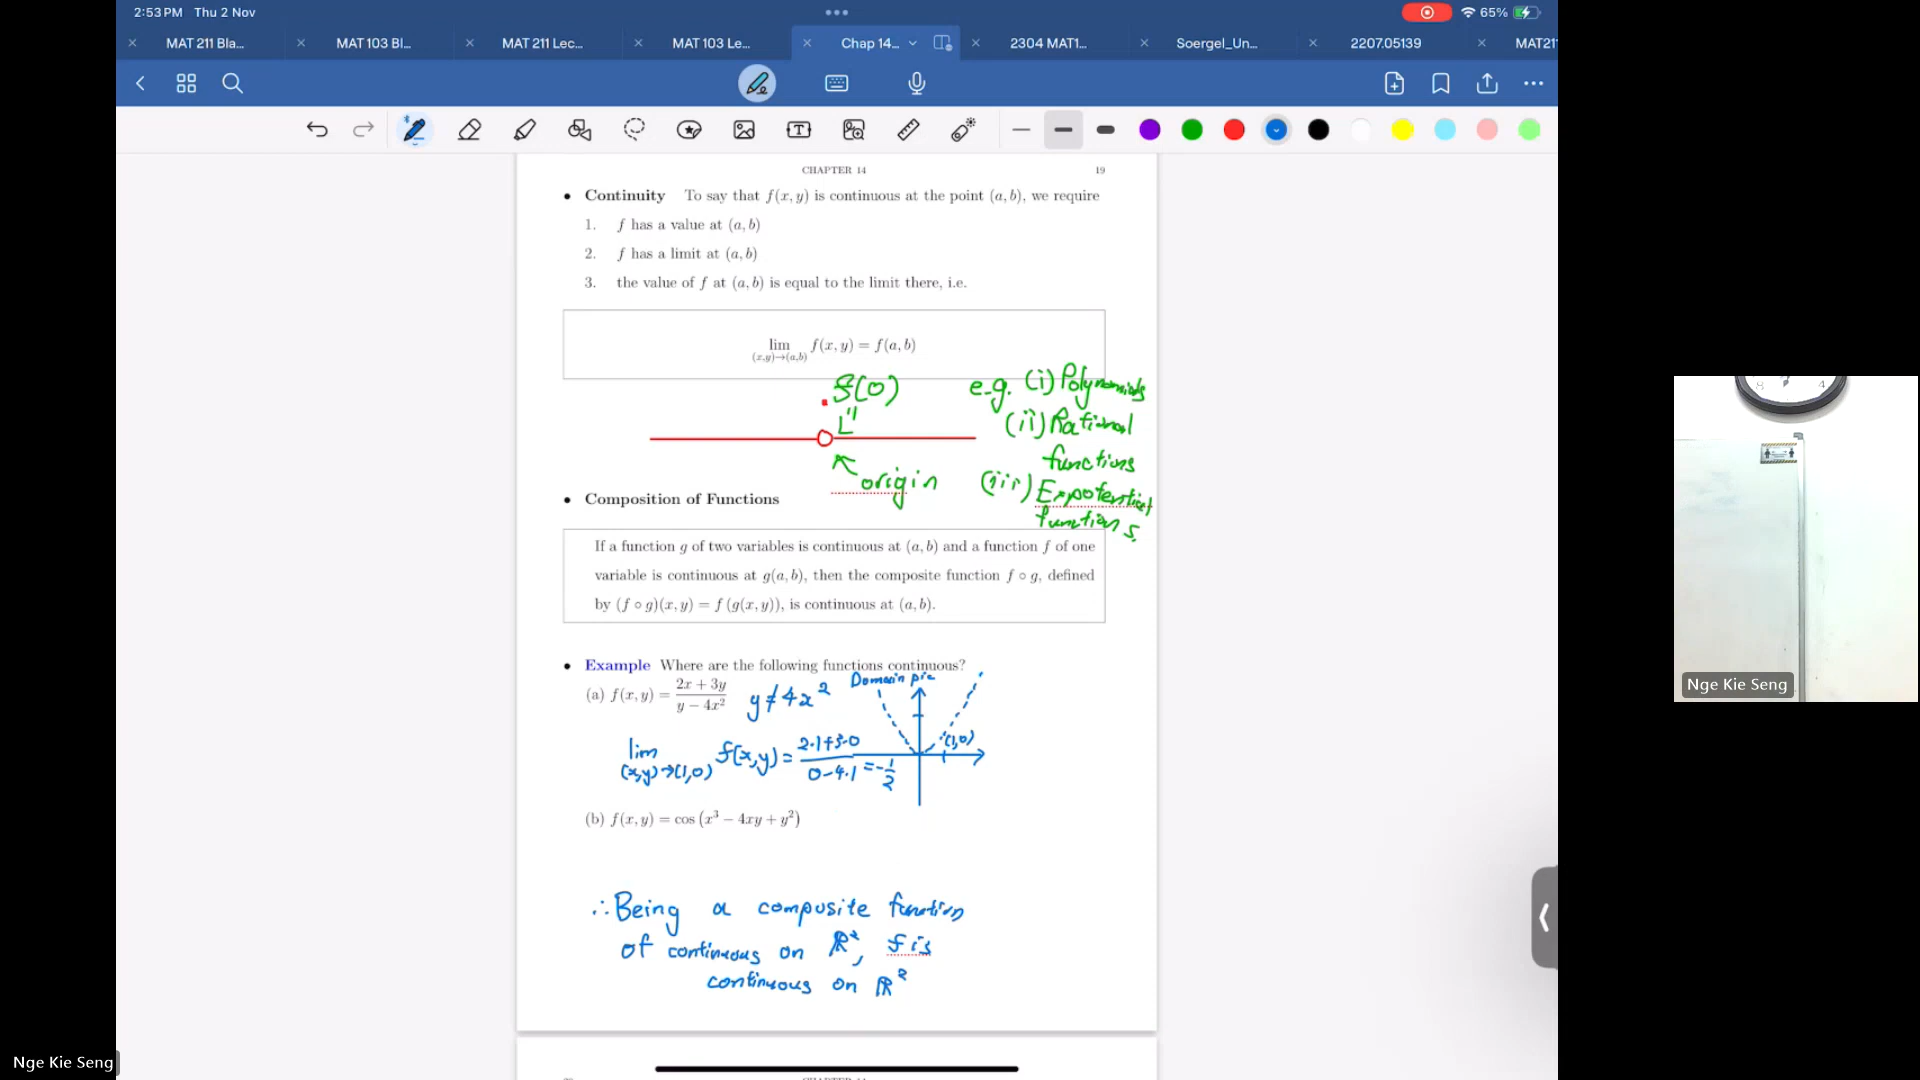 2:53 PM Thu 2 Nov
65%
MAT 211 Bla...
MAT 103 Bl...
MAT 211 Lec...
MAT 103 Le...
Chap 14...
2304 MAT1...
Soergel_Un...
2207.05139
MAT21
CHAPTER 14
19
• Continuity To say that f(x, y) is continuous at the point (a, b), we require
1. f has a value at (a, b)
2. f has a limit at (a, b)
3. the value of f at (a, b) is equal to the limit there, i.e.
lim f(x, y) = f(a, b)
(x,y)→(a,b)
f(0)
L"
origin
e.g. (i) Polynomials
(ii) Rational
functions
(iii) Expotential
functions.
• Composition of Functions
If a function g of two variables is continuous at (a, b) and a function f of one
variable is continuous at g(a, b), then the composite function f ∘ g, defined
by (f ∘ g)(x, y) = f (g(x, y)), is continuous at (a, b).
• Example Where are the following functions continuous?
(a) f(x, y) = (2x + 3y)/(y − 4x²) y ≠ 4x²
Domain pic
lim f(x,y) = (2·1+3·0)/(0−4·1) = −1/2
(x,y)→(1,0)
(1,0)
(b) f(x, y) = cos (x³ − 4xy + y²)
∴ Being a composite function
of continuous on ℝ², f is
continuous on ℝ²
CHAPTER 14
Nge Kie Seng
Nge Kie Seng